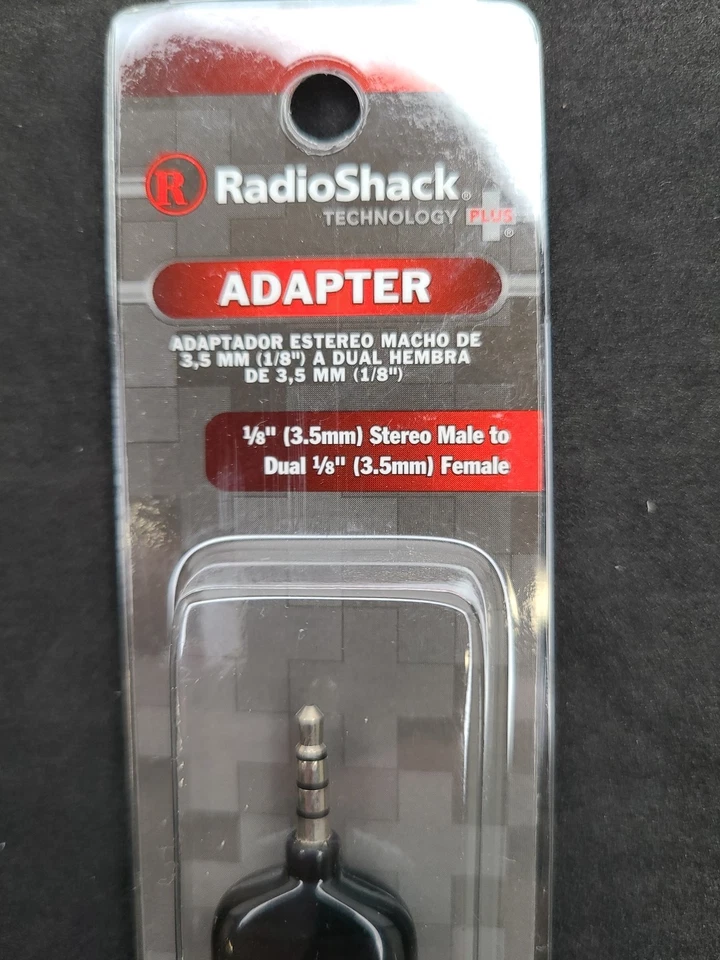 R RadioShack®
TECHNOLOGY PLUS®
ADAPTER
ADAPTADOR ESTEREO MACHO DE
3,5 MM (1/8") A DUAL HEMBRA
DE 3,5 MM (1/8")
⅛" (3.5mm) Stereo Male to
Dual ⅛" (3.5mm) Female